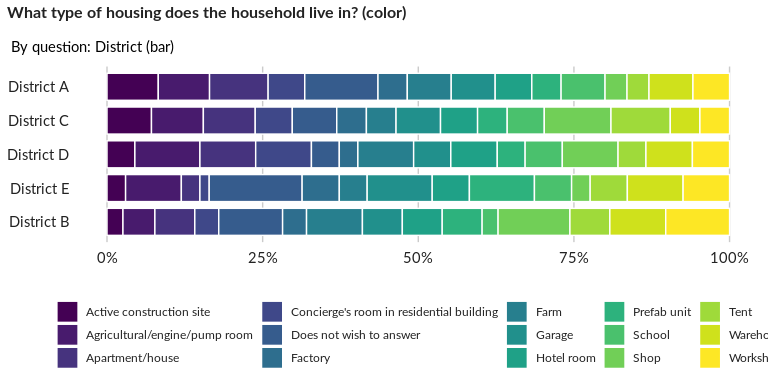 What type of housing does the household live in? (color)
By question: District (bar)
District A
District C
District D
District E
District B
0% 25% 50% 75% 100%
Active construction site Concierge's room in residential building Farm Prefab unit Tent
Agricultural/engine/pump room Does not wish to answer Garage School Wareho
Apartment/house Factory Hotel room Shop Worksh